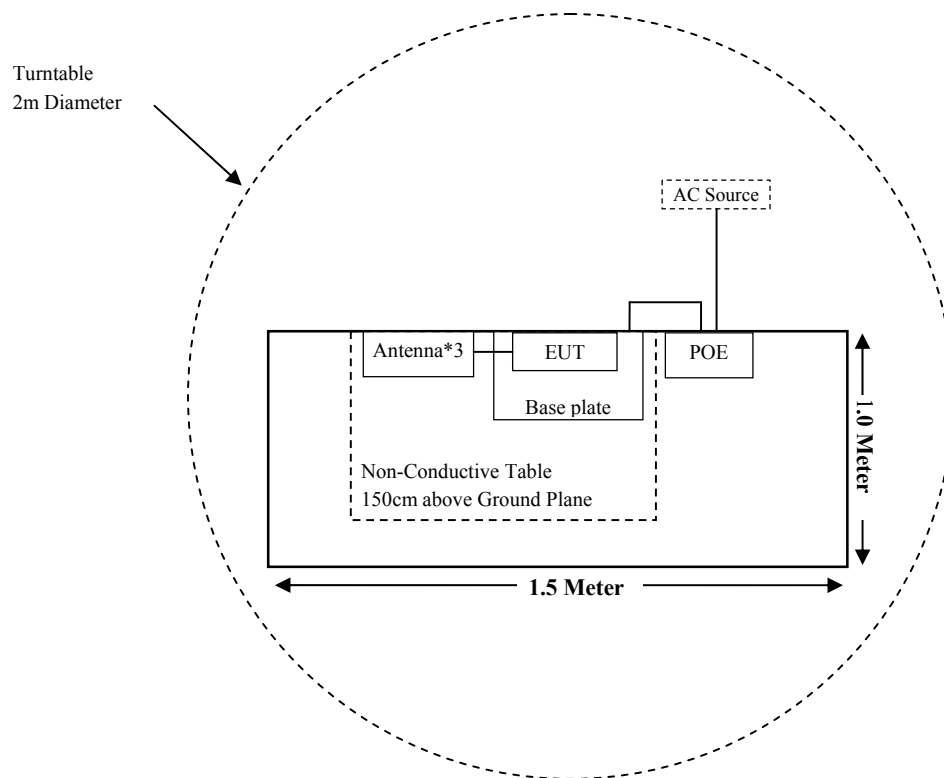 Turntable
2m Diameter
AC Source
Antenna*3
EUT
POE
Base plate
Non-Conductive Table
150cm above Ground Plane
1.0 Meter
1.5 Meter